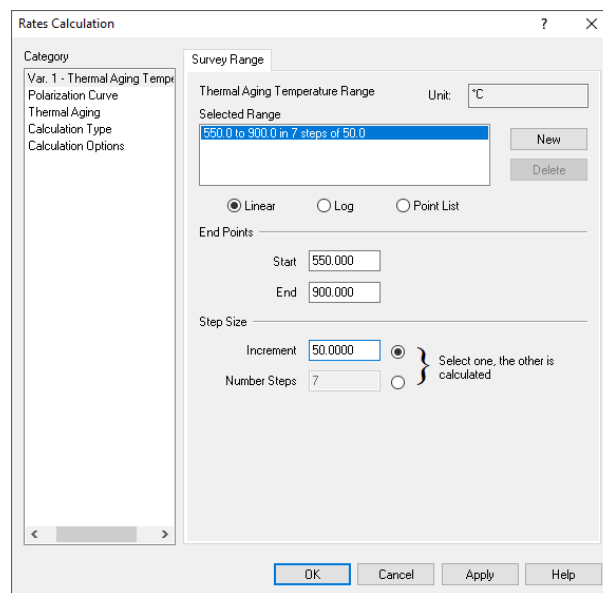 Rates Calculation ? ×
Category
Var. 1 - Thermal Aging Tempe
Polarization Curve
Thermal Aging
Calculation Type
Calculation Options
Survey Range
Thermal Aging Temperature Range Unit: °C
Selected Range
550.0 to 900.0 in 7 steps of 50.0
New
Delete
Linear Log Point List
End Points
Start 550.000
End 900.000
Step Size
Increment 50.0000
Number Steps 7
} Select one, the other is
calculated
OK Cancel Apply Help